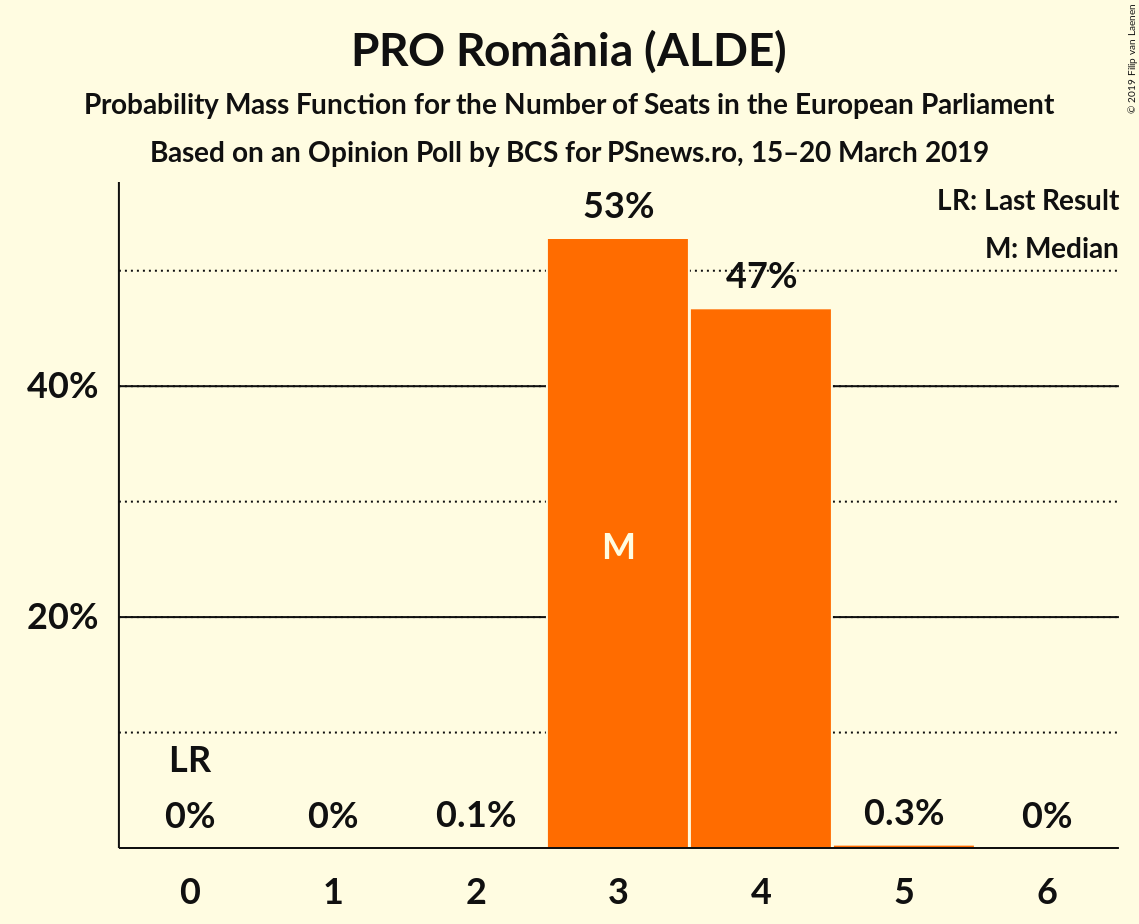 PRO România (ALDE)
Probability Mass Function for the Number of Seats in the European Parliament
Based on an Opinion Poll by BCS for PSnews.ro, 15–20 March 2019
© 2019 Filip van Laenen
LR: Last Result
M: Median
53%
47%
40%
M
20%
LR
0%
0%
0.1%
0.3%
0%
0
1
2
3
4
5
6